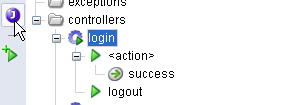 exceptions
controllers
login
<action>
success
logout